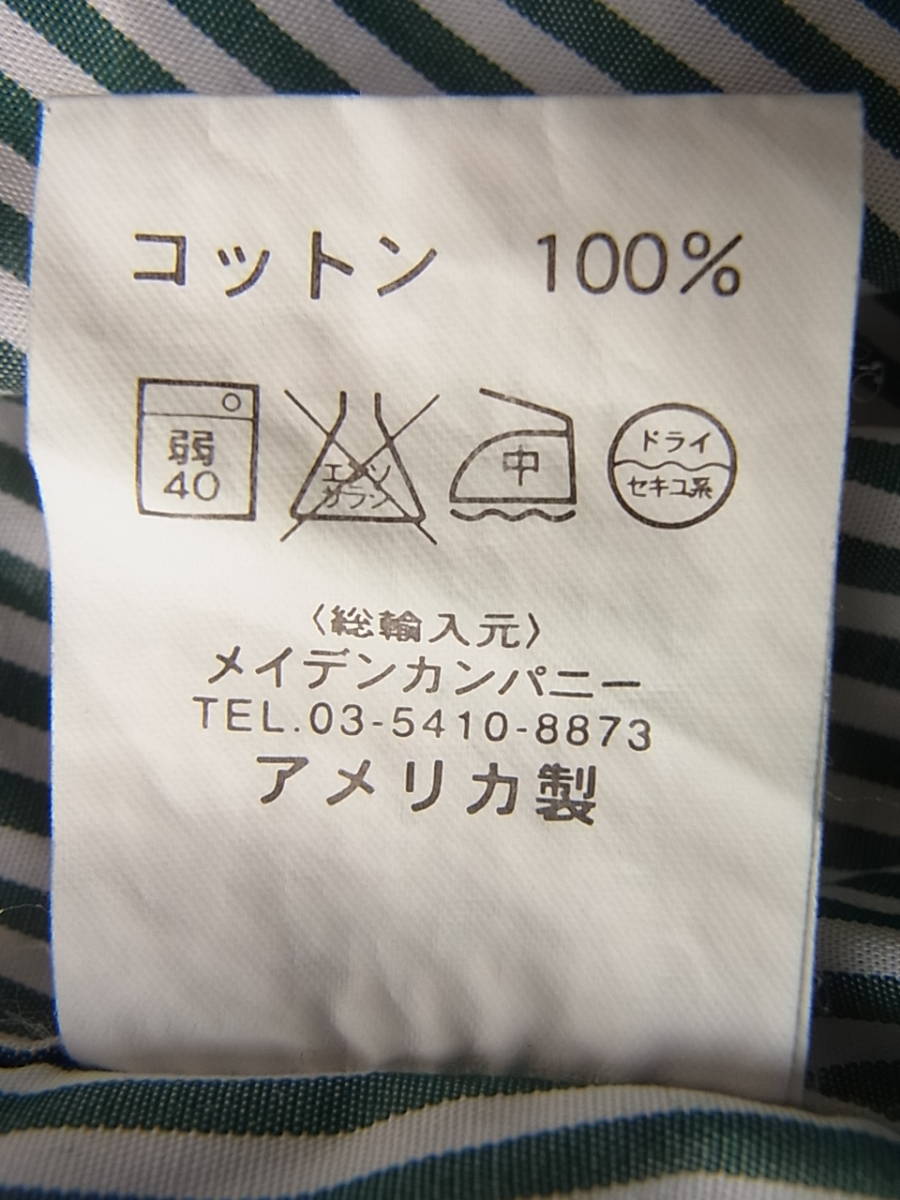 コットン 100%
弱
40
エンソ
サラシ
中
ドライ
セキユ系
〈総輸入元〉
メイデンカンパニー
TEL.03-5410-8873
アメリカ製